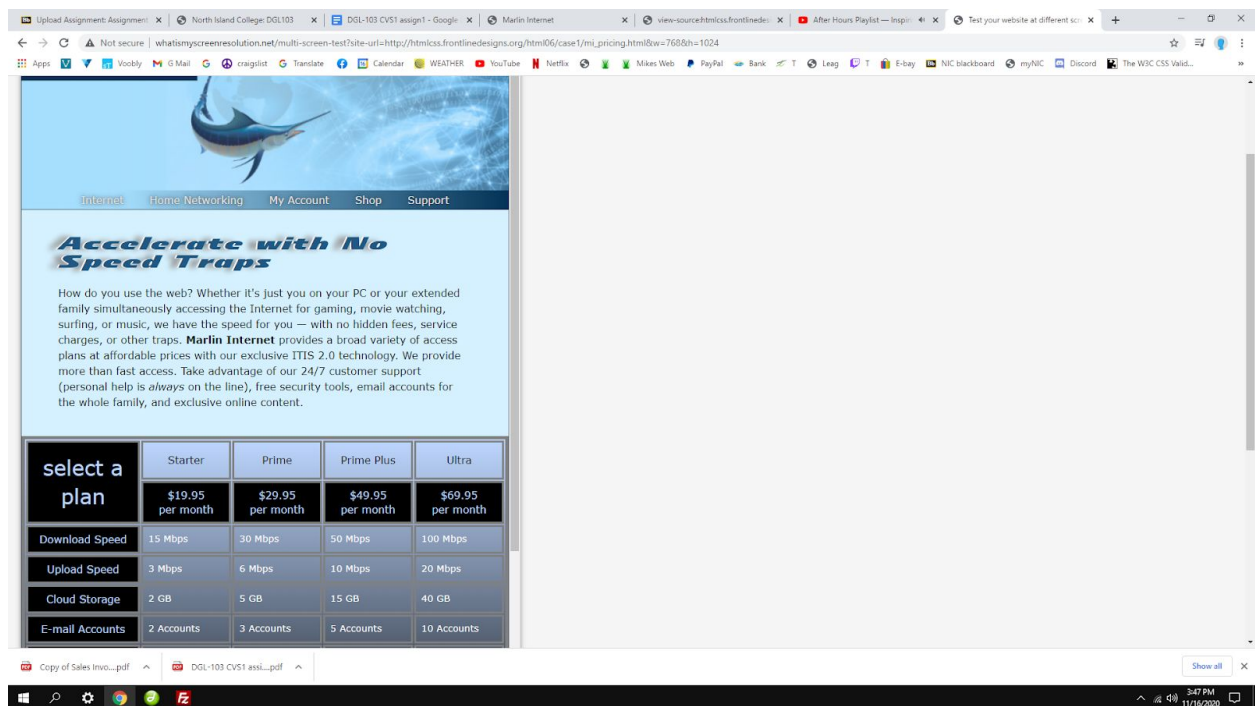 Upload Assignment: Assignment
North Island College: DGL103
DGL-103 CVS1 assign1 - Google
Marlin Internet
view-source:htmlcss.frontlinedes
After Hours Playlist — Inspiri
Test your website at different scr
Not secure | whatismyscreenresolution.net/multi-screen-test?site-url=http://htmlcss.frontlinedesigns.org/html06/case1/mi_pricing.html&w=768&h=1024
Apps Voobly G Mail craigslist Translate Calendar WEATHER YouTube Netflix Mikes Web PayPal Bank T Leag T E-bay NIC blackboard myNIC Discord The W3C CSS Valid...
Internet Home Networking My Account Shop Support
Accelerate with No
Speed Traps
How do you use the web? Whether it's just you on your PC or your extended
family simultaneously accessing the Internet for gaming, movie watching,
surfing, or music, we have the speed for you — with no hidden fees, service
charges, or other traps. Marlin Internet provides a broad variety of access
plans at affordable prices with our exclusive ITIS 2.0 technology. We provide
more than fast access. Take advantage of our 24/7 customer support
(personal help is always on the line), free security tools, email accounts for
the whole family, and exclusive online content.
select a
plan
Starter Prime Prime Plus Ultra
$19.95 $29.95 $49.95 $69.95
per month per month per month per month
Download Speed 15 Mbps 30 Mbps 50 Mbps 100 Mbps
Upload Speed 3 Mbps 6 Mbps 10 Mbps 20 Mbps
Cloud Storage 2 GB 5 GB 15 GB 40 GB
E-mail Accounts 2 Accounts 3 Accounts 5 Accounts 10 Accounts
Copy of Sales Invo....pdf
DGL-103 CVS1 assi....pdf
Show all
3:47 PM
11/16/2020